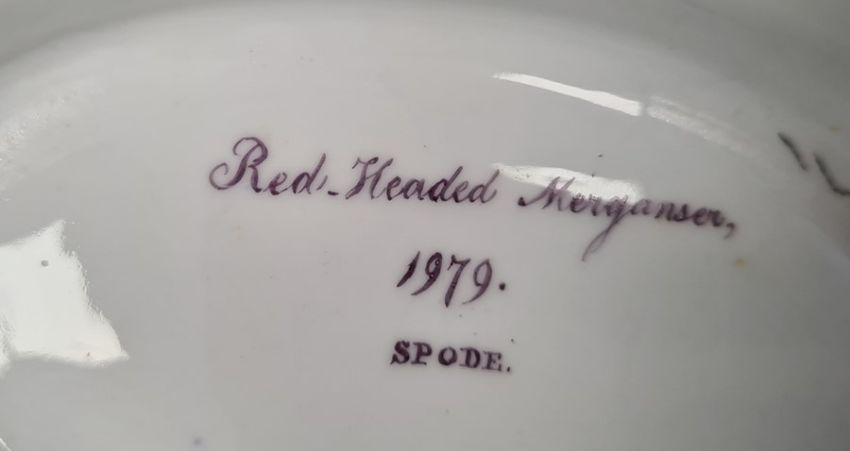 Red-Headed Merganser,
1979.
SPODE.